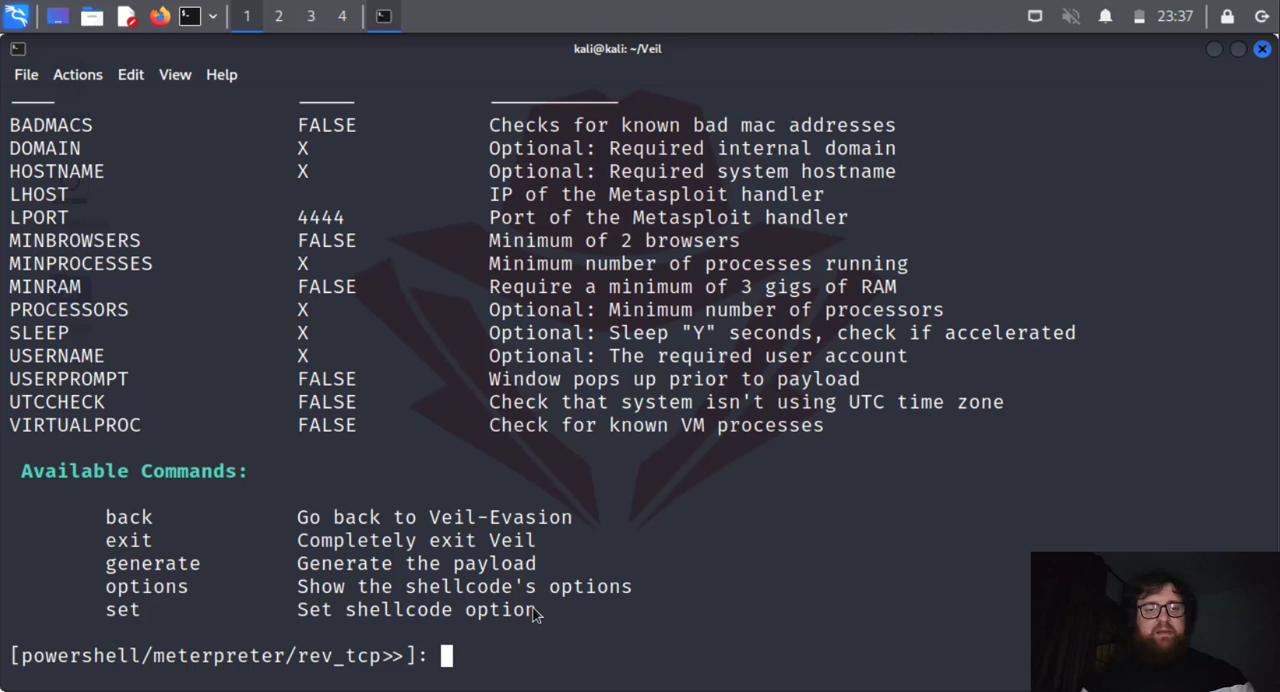 1 2 3 4 23:37
kali@kali: ~/Veil
File Actions Edit View Help
BADMACS FALSE Checks for known bad mac addresses
DOMAIN X Optional: Required internal domain
HOSTNAME X Optional: Required system hostname
LHOST IP of the Metasploit handler
LPORT 4444 Port of the Metasploit handler
MINBROWSERS FALSE Minimum of 2 browsers
MINPROCESSES X Minimum number of processes running
MINRAM FALSE Require a minimum of 3 gigs of RAM
PROCESSORS X Optional: Minimum number of processors
SLEEP X Optional: Sleep "Y" seconds, check if accelerated
USERNAME X Optional: The required user account
USERPROMPT FALSE Window pops up prior to payload
UTCCHECK FALSE Check that system isn't using UTC time zone
VIRTUALPROC FALSE Check for known VM processes
Available Commands:
back Go back to Veil-Evasion
exit Completely exit Veil
generate Generate the payload
options Show the shellcode's options
set Set shellcode option
[powershell/meterpreter/rev_tcp>>]: